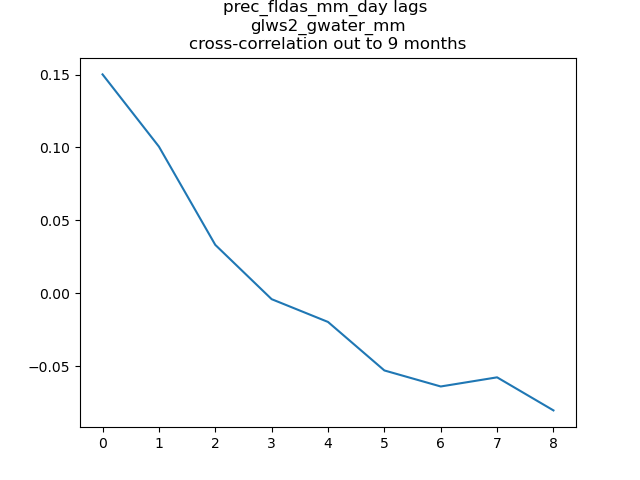 prec_fldas_mm_day lags
glws2_gwater_mm
cross-correlation out to 9 months
0.15
0.10
0.05
0.00
−0.05
0 1 2 3 4 5 6 7 8